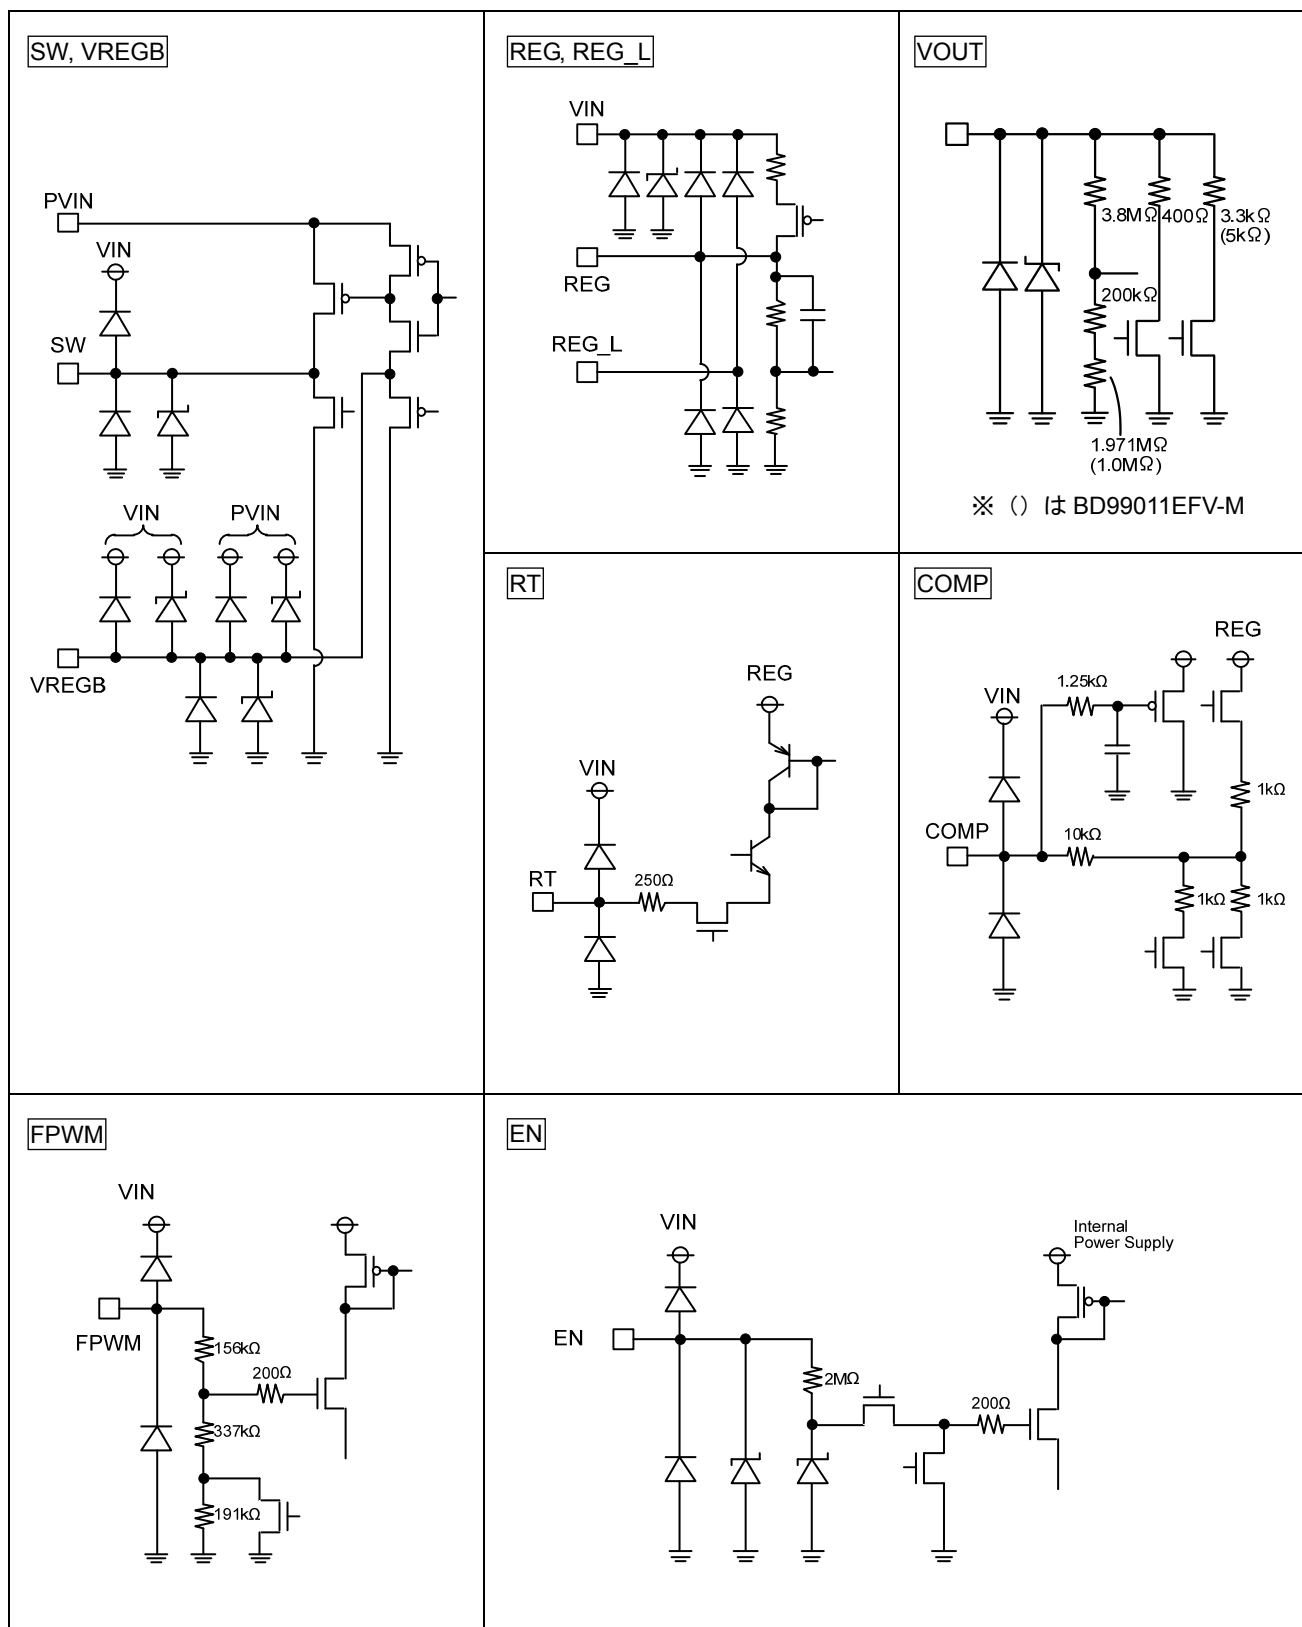 SW, VREGB
PVIN
VIN
SW
VIN
PVIN
VREGB
REG, REG_L
VIN
REG
REG_L
VOUT
3.8MΩ
400Ω
3.3kΩ
(5kΩ)
200kΩ
1.971MΩ
(1.0MΩ)
※ () は BD99011EFV-M
RT
REG
VIN
RT
250Ω
COMP
REG
VIN
1.25kΩ
1kΩ
COMP
10kΩ
1kΩ
1kΩ
FPWM
VIN
FPWM
156kΩ
200Ω
337kΩ
191kΩ
EN
VIN
Internal
Power Supply
EN
2MΩ
200Ω